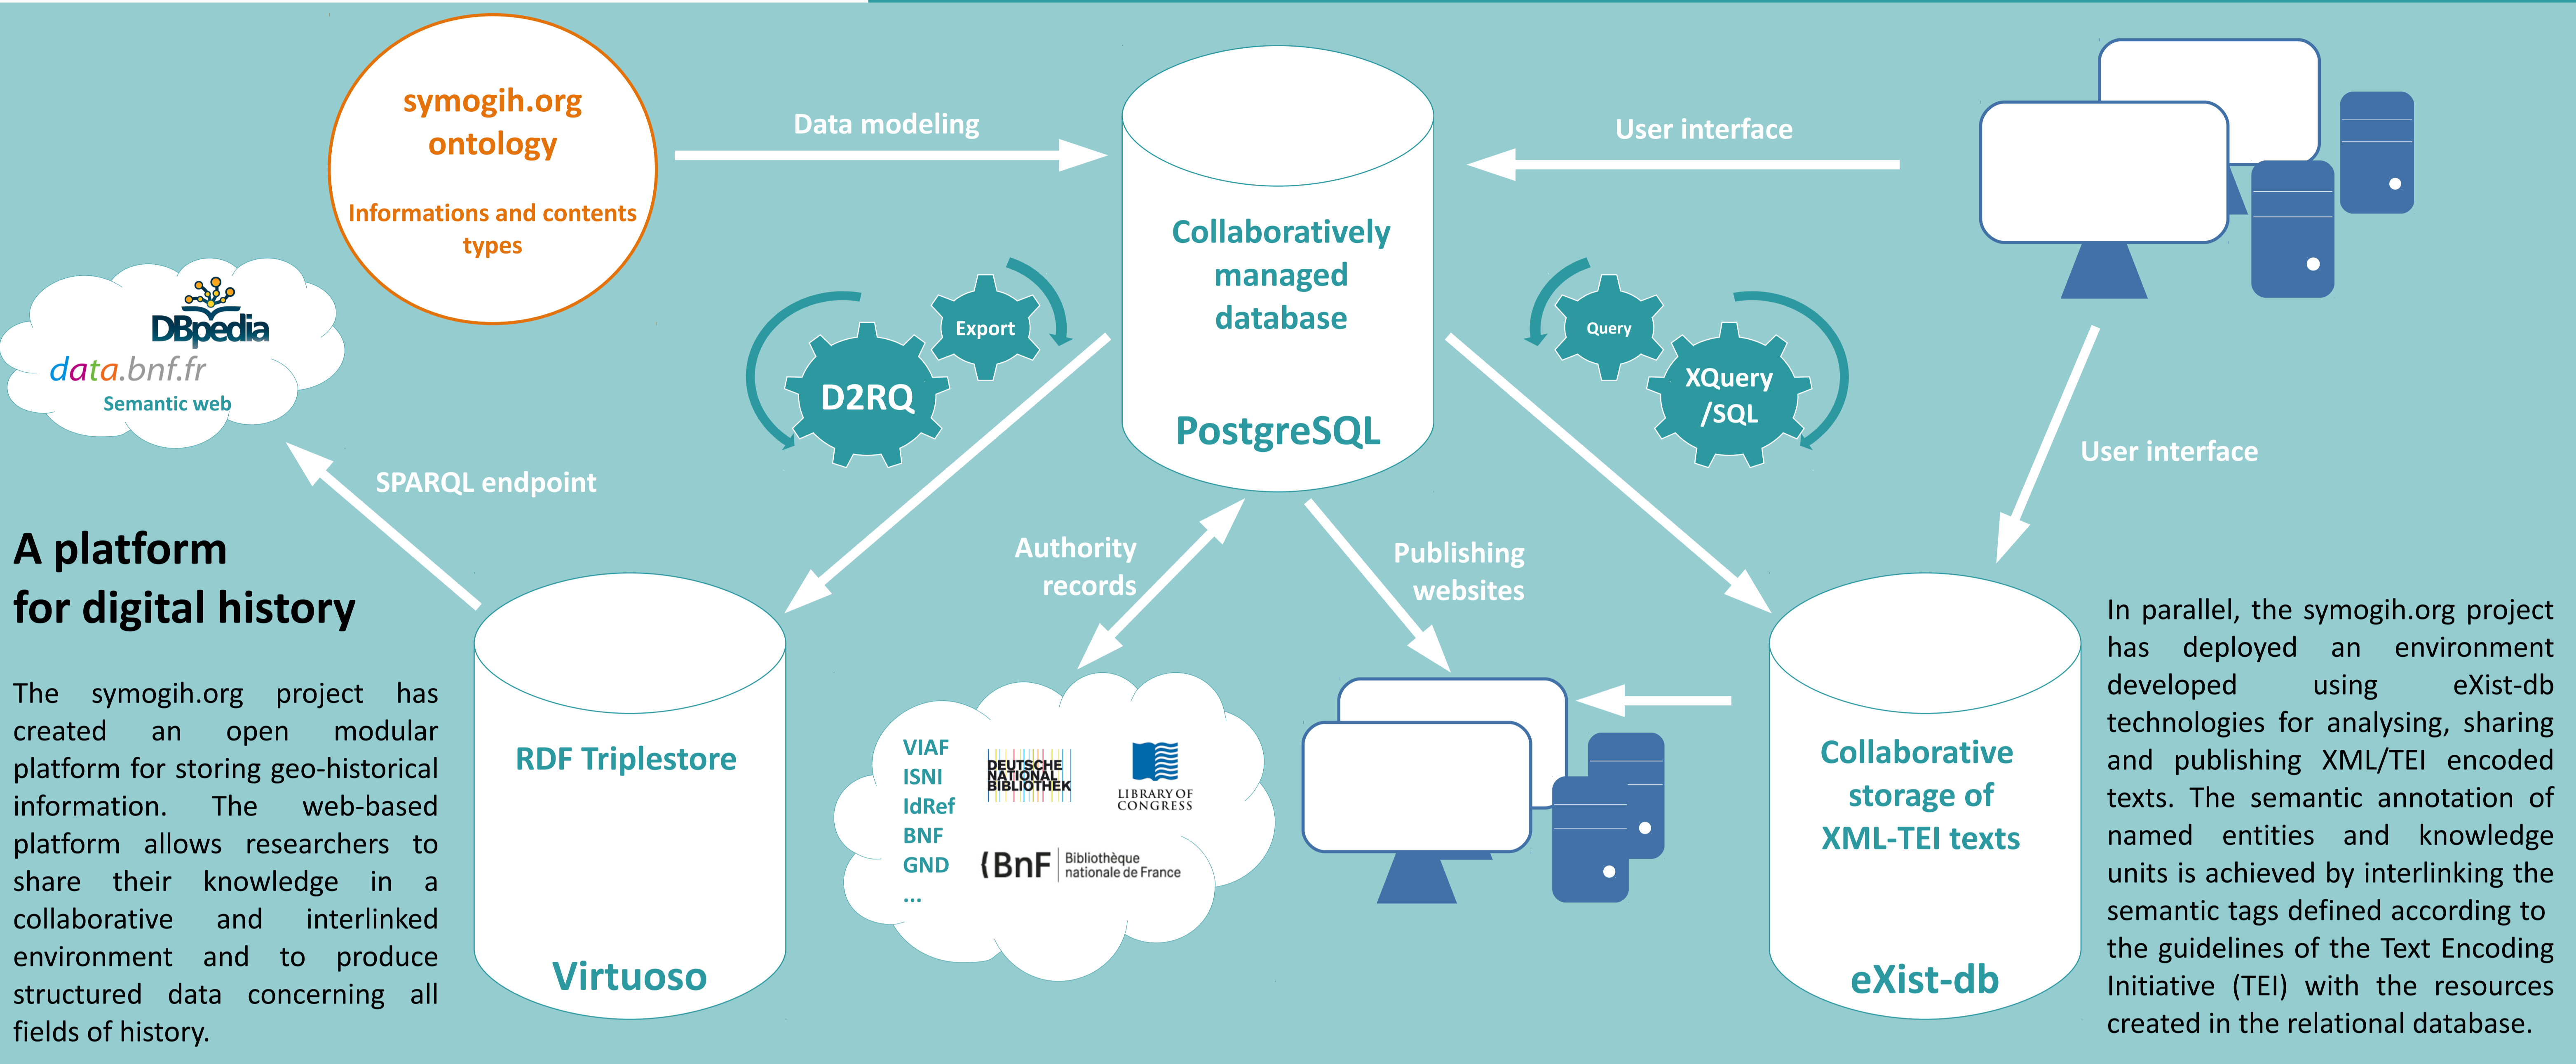 symogih.org
ontology
Informations and contents
types
Data modeling
Collaboratively
managed
database
PostgreSQL
User interface
DBpedia
data.bnf.fr
Semantic web
Export
D2RQ
Query
XQuery
/SQL
User interface
SPARQL endpoint
Authority
records
Publishing
websites
A platform
for digital history
The symogih.org project has
created an open modular
platform for storing geo-historical
information. The web-based
platform allows researchers to
share their knowledge in a
collaborative and interlinked
environment and to produce
structured data concerning all
fields of history.
RDF Triplestore
Virtuoso
VIAF
ISNI
IdRef
BNF
GND
...
DEUTSCHE
NATIONAL
BIBLIOTHEK
LIBRARY OF
CONGRESS
{BnF
Bibliothèque
nationale de France
Collaborative
storage of
XML-TEI texts
eXist-db
In parallel, the symogih.org project
has deployed an environment
developed using eXist-db
technologies for analysing, sharing
and publishing XML/TEI encoded
texts. The semantic annotation of
named entities and knowledge
units is achieved by interlinking the
semantic tags defined according to
the guidelines of the Text Encoding
Initiative (TEI) with the resources
created in the relational database.